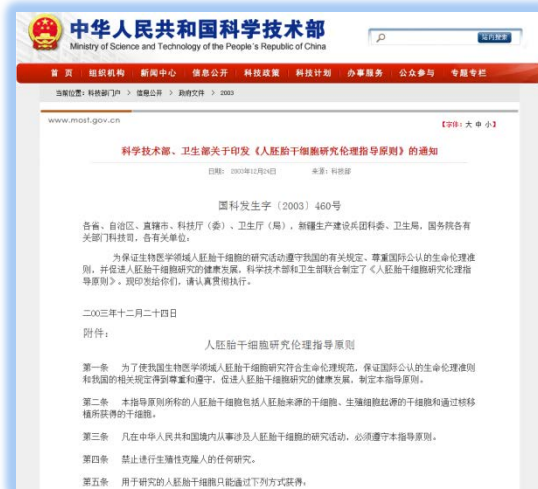 中华人民共和国科学技术部
Ministry of Science and Technology of the People's Republic of China
站内搜索
首 页 组织机构 新闻中心 信息公开 科技政策 科技计划 办事服务 公众参与 专题专栏
当前位置：科技部门户 > 信息公开 > 政府文件 > 2003
www.most.gov.cn
【字体：大 中 小】
科学技术部、卫生部关于印发《人胚胎干细胞研究伦理指导原则》的通知
日期：2003年12月24日 来源：科技部
国科发生字〔2003〕460号
各省、自治区、直辖市、科技厅（委）、卫生厅（局），新疆生产建设兵团科委、卫生局，国务院各有
关部门科技司，各有关单位：
为保证生物医学领域人胚胎干细胞的研究活动遵守我国的有关规定、尊重国际公认的生命伦理准
则，并促进人胚胎干细胞研究的健康发展，科学技术部和卫生部联合制定了《人胚胎干细胞研究伦理指
导原则》。现印发给你们，请认真贯彻执行。
二OO三年十二月二十四日
附件：
人胚胎干细胞研究伦理指导原则
第一条 为了使我国生物医学领域人胚胎干细胞研究符合生命伦理规范，保证国际公认的生命伦理准则
和我国的相关规定得到尊重和遵守，促进人胚胎干细胞研究的健康发展，制定本指导原则。
第二条 本指导原则所称的人胚胎干细胞包括人胚胎来源的干细胞、生殖细胞起源的干细胞和通过核移
植所获得的干细胞。
第三条 凡在中华人民共和国境内从事涉及人胚胎干细胞的研究活动，必须遵守本指导原则。
第四条 禁止进行生殖性克隆人的任何研究。
第五条 用于研究的人胚胎干细胞只能通过下列方式获得：